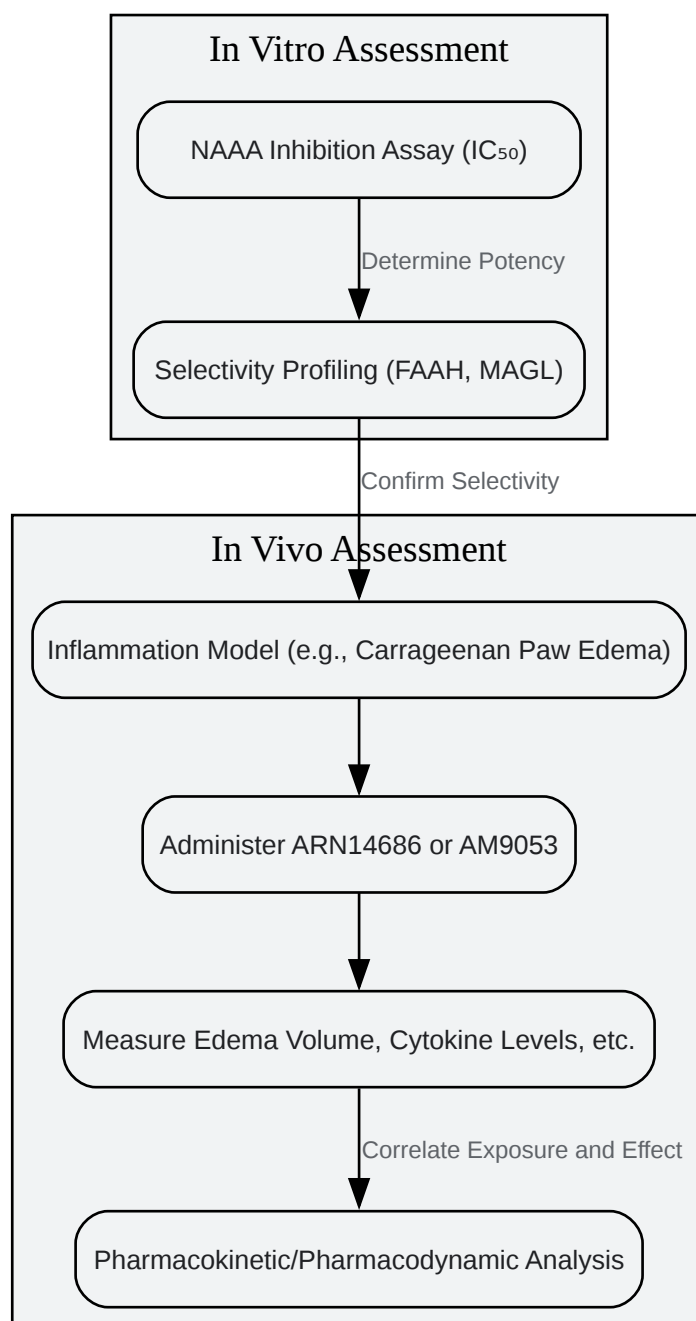 In Vitro Assessment
NAAA Inhibition Assay (IC₅₀)
Determine Potency
Selectivity Profiling (FAAH, MAGL)
Confirm Selectivity
In Vivo Assessment
Inflammation Model (e.g., Carrageenan Paw Edema)
Administer ARN14686 or AM9053
Measure Edema Volume, Cytokine Levels, etc.
Correlate Exposure and Effect
Pharmacokinetic/Pharmacodynamic Analysis